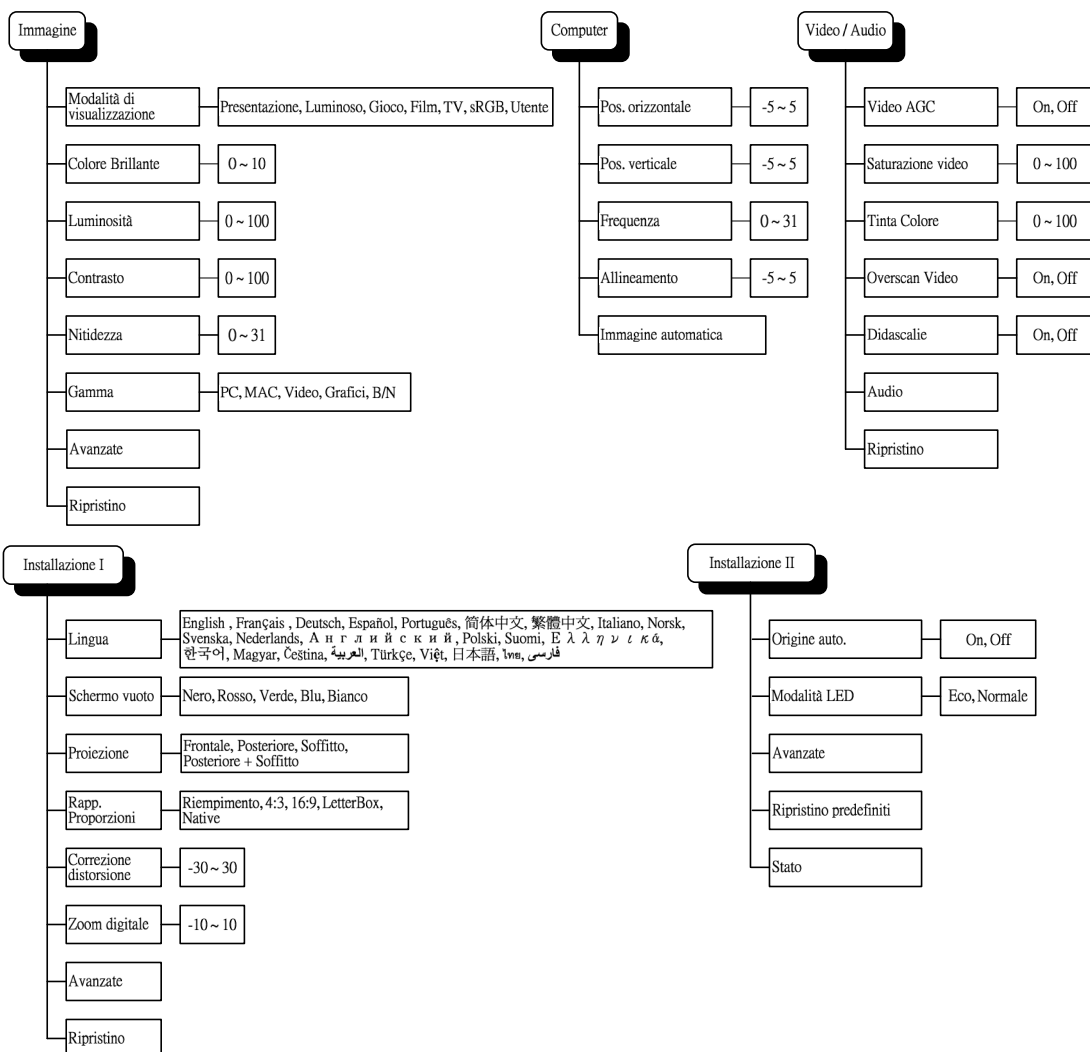 Immagine
Modalità di
visualizzazione
Presentazione, Luminoso, Gioco, Film, TV, sRGB, Utente
Colore Brillante
0 ~ 10
Luminosità
0 ~ 100
Contrasto
0 ~ 100
Nitidezza
0 ~ 31
Gamma
PC, MAC, Video, Grafici, B/N
Avanzate
Ripristino
Computer
Pos. orizzontale
-5 ~ 5
Pos. verticale
-5 ~ 5
Frequenza
0 ~ 31
Allineamento
-5 ~ 5
Immagine automatica
Video / Audio
Video AGC
On, Off
Saturazione video
0 ~ 100
Tinta Colore
0 ~ 100
Overscan Video
On, Off
Didascalie
On, Off
Audio
Ripristino
Installazione I
Lingua
English , Français , Deutsch, Español, Português, 简体中文, 繁體中文, Italiano, Norsk,
Svenska, Nederlands, Английский, Polski, Suomi, Ελληνικά,
한국어, Magyar, Čeština, العربية, Türkçe, Việt, 日本語, ไทย, فارسی
Schermo vuoto
Nero, Rosso, Verde, Blu, Bianco
Proiezione
Frontale, Posteriore, Soffitto,
Posteriore + Soffitto
Rapp.
Proporzioni
Riempimento, 4:3, 16:9, LetterBox,
Native
Correzione
distorsione
-30 ~ 30
Zoom digitale
-10 ~ 10
Avanzate
Ripristino
Installazione II
Origine auto.
On, Off
Modalità LED
Eco, Normale
Avanzate
Ripristino predefiniti
Stato